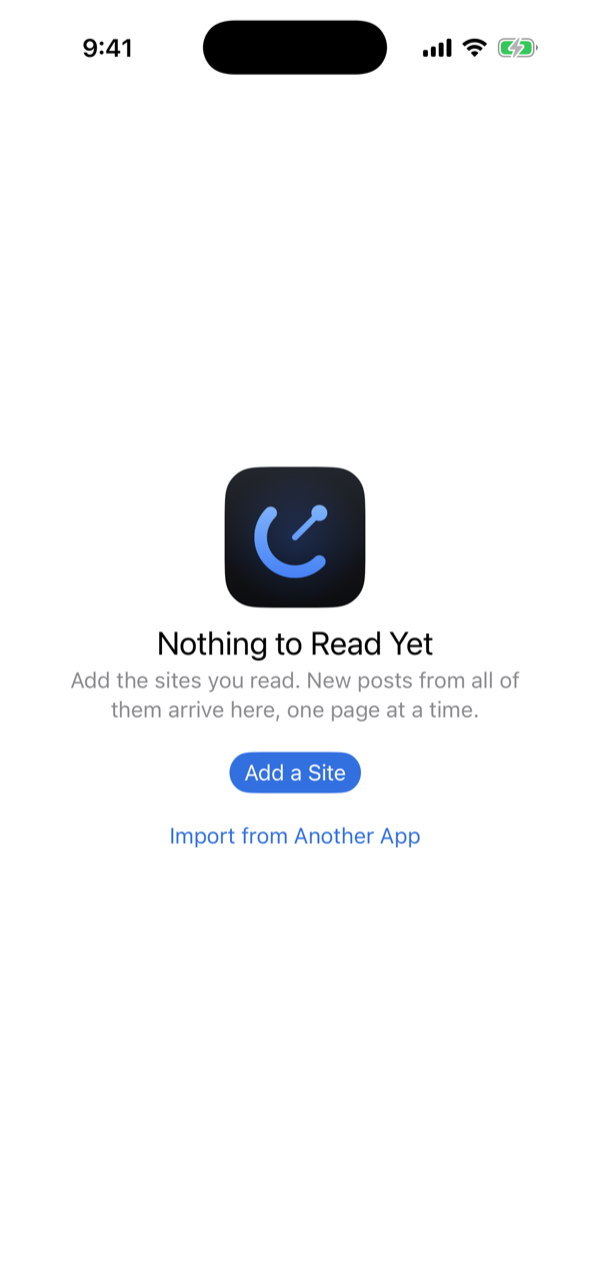 9:41
Nothing to Read Yet
Add the sites you read. New posts from all of
them arrive here, one page at a time.
Add a Site
Import from Another App